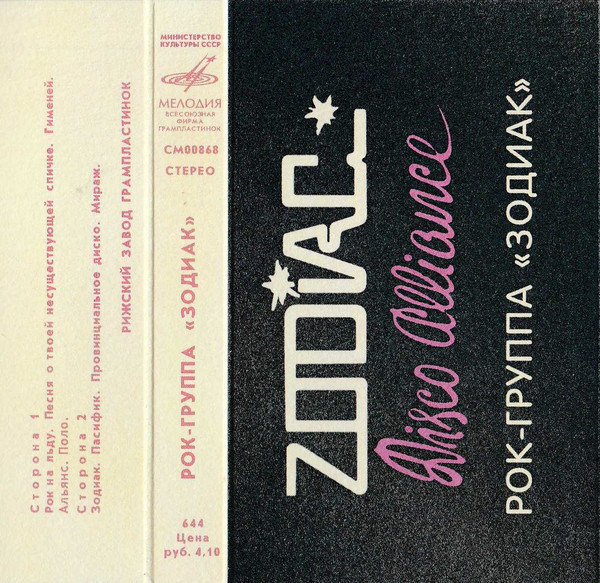 Сторона 1
Рок на льду. Песня о твоей несуществующей спичке. Гименей.
Альянс. Поло.
Сторона 2
Зодиак. Пасифик. Провинциальное диско. Мираж.
РИЖСКИЙ ЗАВОД ГРАМПЛАСТИНОК
МИНИСТЕРСТВО
КУЛЬТУРЫ СССР
МЕЛОДИЯ
ВСЕСОЮЗНАЯ
ФИРМА
ГРАМПЛАСТИНОК
СМ00868
СТЕРЕО
РОК-ГРУППА «ЗОДИАК»
644
Цена
руб. 4,10
ZODIAC
Disco Alliance
РОК-ГРУППА «ЗОДИАК»